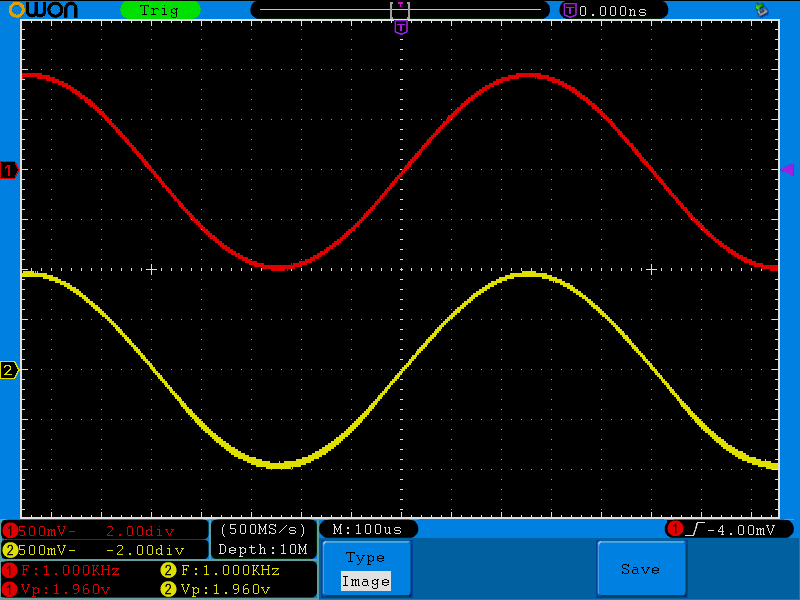 OWON Trig T T 0.000ns
T
1
2
1 500mV~ 2.00div (500MS/s) M:100us 1 -4.00mV
2 500mV~ -2.00div Depth:10M
1 F:1.000KHz 2 F:1.000KHz Type Save
1 Vp:1.960v 2 Vp:1.960v Image